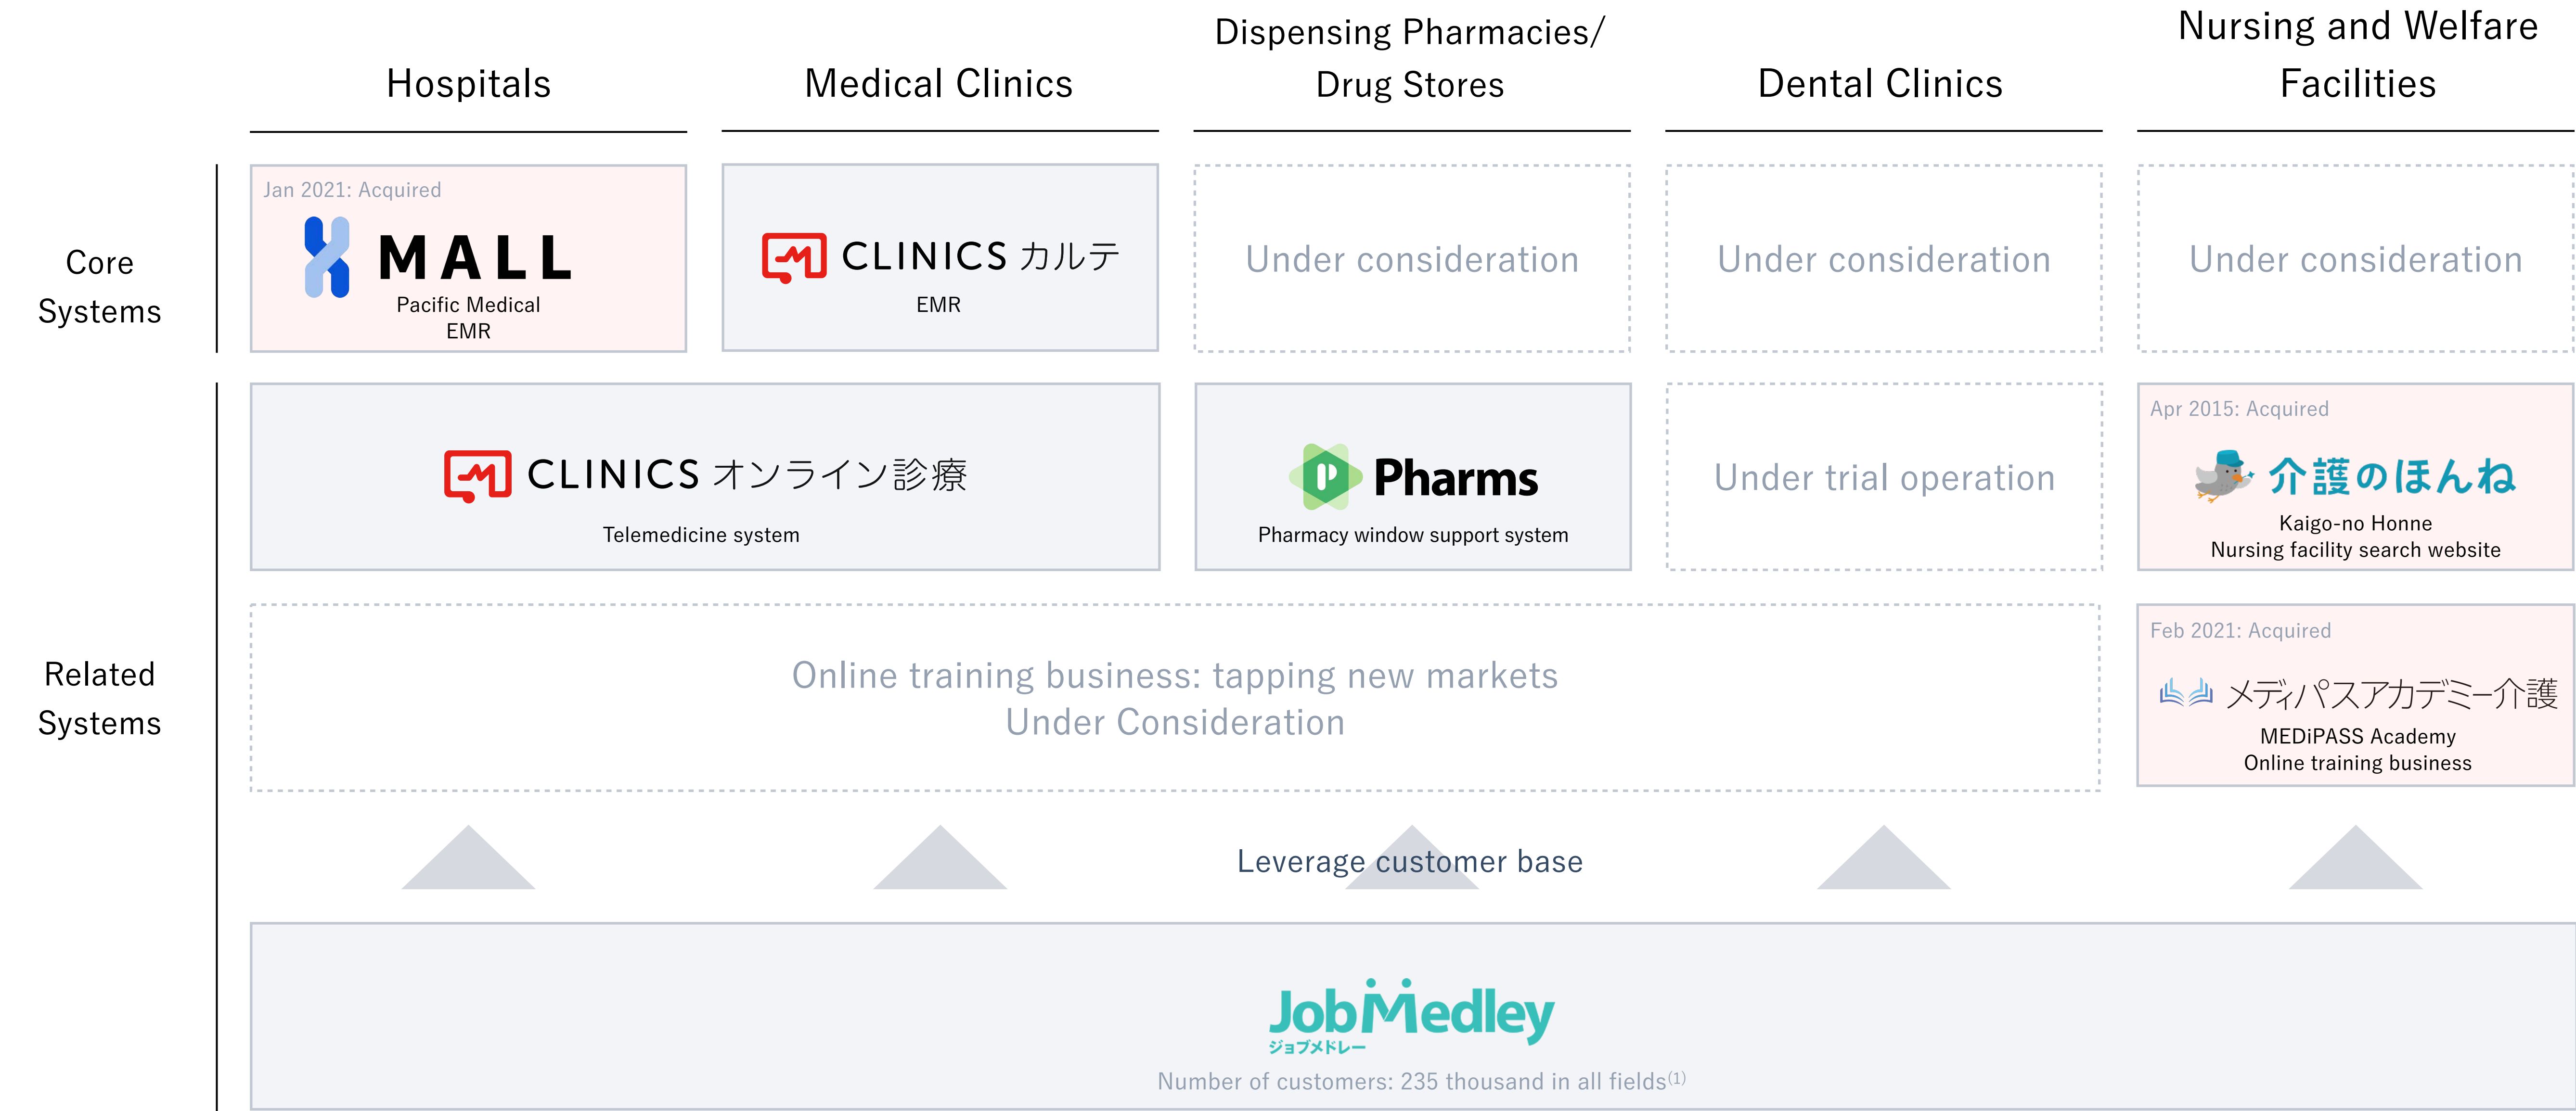 Hospitals
Medical Clinics
Dispensing Pharmacies/
Drug Stores
Dental Clinics
Nursing and Welfare
Facilities
Core
Systems
Jan 2021: Acquired
MALL
Pacific Medical
EMR
CLINICS カルテ
EMR
Under consideration
Under consideration
Under consideration
Related
Systems
CLINICS オンライン診療
Telemedicine system
Pharms
Pharmacy window support system
Under trial operation
Apr 2015: Acquired
介護のほんね
Kaigo-no Honne
Nursing facility search website
Online training business: tapping new markets
Under Consideration
Feb 2021: Acquired
メディパスアカデミー介護
MEDiPASS Academy
Online training business
Leverage customer base
JobMedley
ジョブメドレー
Number of customers: 235 thousand in all fields(1)